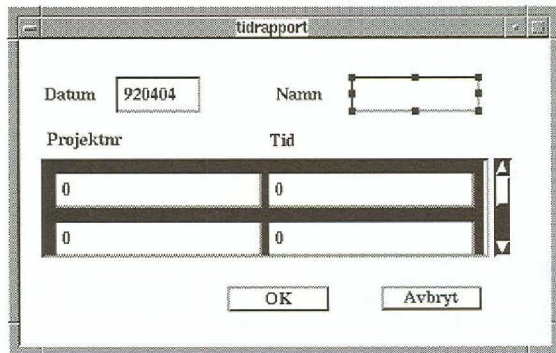 tidrapport
Datum 920404 Namn
Projektnr Tid
0 0
0 0
OK Avbryt